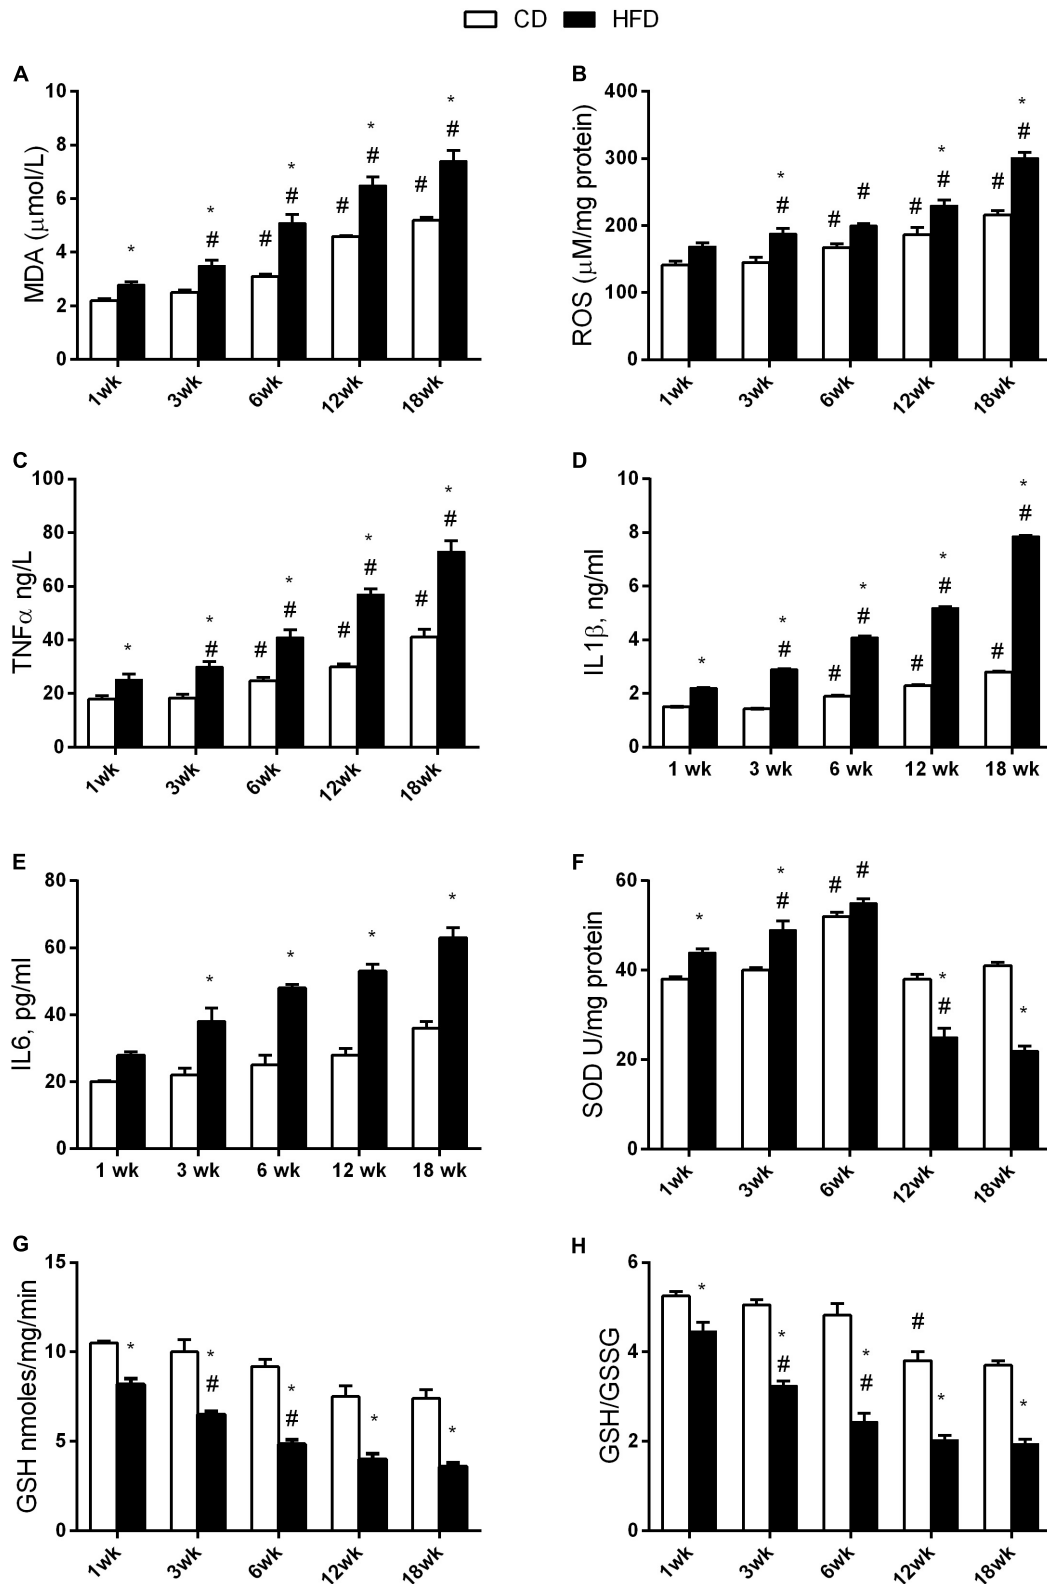 CD HFD
A
MDA (μmol/L)
10
8
6
4
2
0
* * * * *
# # # # # # #
1wk 3wk 6wk 12wk 18wk
B
ROS (μM/mg protein)
400
300
200
100
0
* * *
# # # # # # #
1wk 3wk 6wk 12wk 18wk
C
TNFα ng/L
100
80
60
40
20
0
* * * * *
# # # # # # #
1wk 3wk 6wk 12wk 18wk
D
IL1β, ng/ml
10
8
6
4
2
0
* * * * *
# # # # # # #
1 wk 3 wk 6 wk 12 wk 18 wk
E
IL6, pg/ml
80
60
40
20
0
* * * *
1 wk 3 wk 6 wk 12 wk 18 wk
F
SOD U/mg protein
60
40
20
0
* * * *
# # # #
1wk 3wk 6wk 12wk 18wk
G
GSH nmoles/mg/min
15
10
5
0
* * * * *
# #
1wk 3wk 6wk 12wk 18wk
H
GSH/GSSG
6
4
2
0
* * * * *
# # #
1wk 3wk 6wk 12wk 18wk